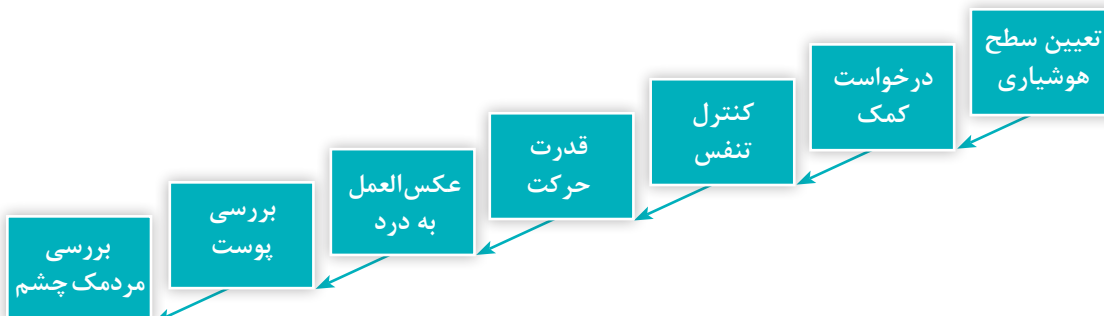 تعیین سطح
هوشیاری
درخواست
کمک
کنترل
تنفس
قدرت
حرکت
عکس‌العمل
به درد
بررسی
پوست
بررسی
مردمک چشم